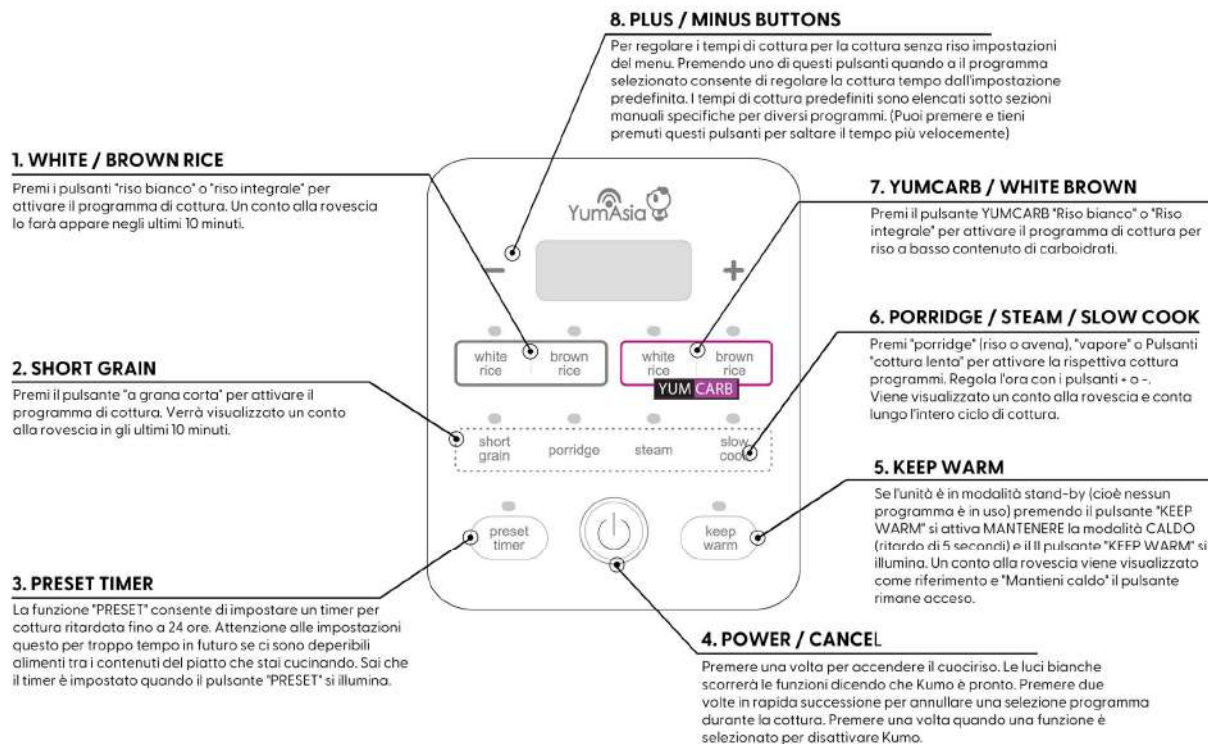 8. PLUS / MINUS BUTTONS
Per regolare i tempi di cottura per la cottura senza riso impostazioni
del menu. Premendo uno di questi pulsanti quando a il programma
selezionato consente di regolare la cottura tempo dall'impostazione
predefinita. I tempi di cottura predefiniti sono elencati sotto sezioni
manuali specifiche per diversi programmi. (Puoi premere e tieni
premuti questi pulsanti per saltare il tempo più velocemente)
1. WHITE / BROWN RICE
Premi i pulsanti "riso bianco" o "riso integrale" per
attivare il programma di cottura. Un conto alla rovescia
lo farà appare negli ultimi 10 minuti.
2. SHORT GRAIN
Premi il pulsante "a grana corta" per attivare il
programma di cottura. Verrà visualizzato un conto
alla rovescia in gli ultimi 10 minuti.
3. PRESET TIMER
La funzione "PRESET" consente di impostare un timer per
cottura ritardata fino a 24 ore. Attenzione alle impostazioni
questo per troppo tempo in futuro se ci sono deperibili
alimenti tra i contenuti del piatto che stai cucinando. Sai che
il timer è impostato quando il pulsante "PRESET" si illumina.
YumAsia
− +
white rice
brown rice
white rice
brown rice
YUM CARB
short grain
porridge
steam
slow cook
preset timer
keep warm
7. YUMCARB / WHITE BROWN
Premi il pulsante YUMCARB "Riso bianco" o "Riso
integrale" per attivare il programma di cottura per
riso a basso contenuto di carboidrati.
6. PORRIDGE / STEAM / SLOW COOK
Premi "porridge" (riso o avena), "vapore" o Pulsanti
"cottura lenta" per attivare la rispettiva cottura
programmi. Regola l'ora con i pulsanti + o -.
Viene visualizzato un conto alla rovescia e conta
lungo l'intero ciclo di cottura.
5. KEEP WARM
Se l'unità è in modalità stand-by (cioè nessun
programma è in uso) premendo il pulsante "KEEP
WARM" si attiva MANTENERE la modalità CALDO
(ritardo di 5 secondi) e il Il pulsante "KEEP WARM" si
illumina. Un conto alla rovescia viene visualizzato
come riferimento e "Mantieni caldo" il pulsante
rimane acceso.
4. POWER / CANCEL
Premere una volta per accendere il cuociriso. Le luci bianche
scorrerà le funzioni dicendo che Kumo è pronto. Premere due
volte in rapida successione per annullare una selezione programma
durante la cottura. Premere una volta quando una funzione è
selezionato per disattivare Kumo.